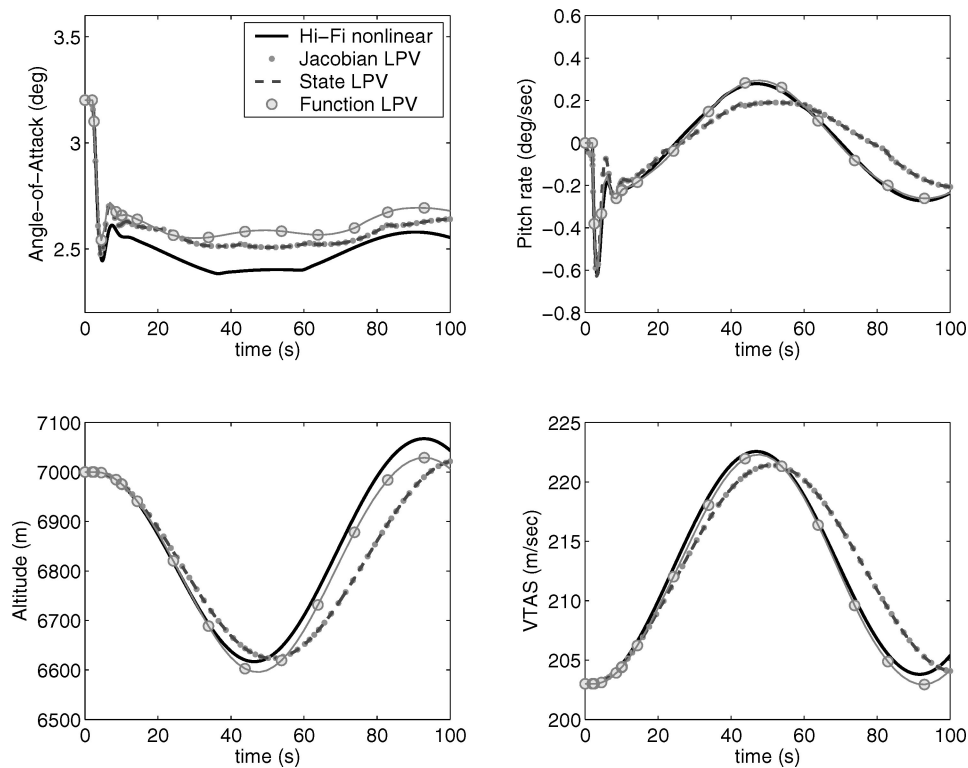 3.5
3
2.5
Angle-of-Attack (deg)
Hi-Fi nonlinear
Jacobian LPV
State LPV
Function LPV
0 20 40 60 80 100
time (s)
0.6
0.4
0.2
0
-0.2
-0.4
-0.6
-0.8
Pitch rate (deg/sec)
0 20 40 60 80 100
time (s)
7100
7000
6900
6800
6700
6600
6500
Altitude (m)
0 20 40 60 80 100
time (s)
225
220
215
210
205
200
VTAS (m/sec)
0 20 40 60 80 100
time (s)